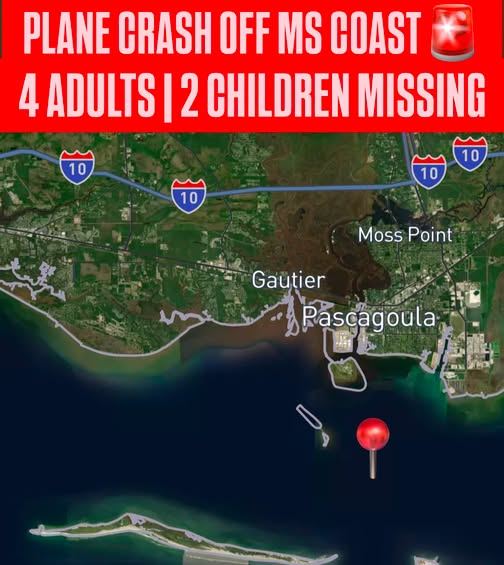 PLANE CRASH OFF MS COAST 🚨
4 ADULTS | 2 CHILDREN MISSING
10
10
10
10
Moss Point
Gautier
Pascagoula